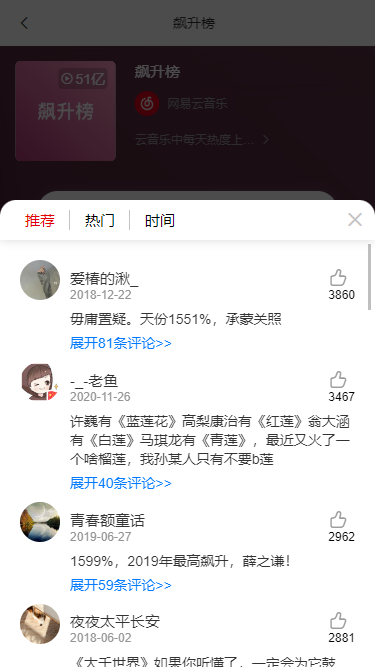 飙升榜
51亿
飙升榜
飙升榜
网易云音乐
云音乐中每天热度上...
推荐
热门
时间
爱椿的湫_
2018-12-22
3860
毋庸置疑。天份1551%，承蒙关照
展开81条评论>>
-_-老鱼
2020-11-26
3467
许巍有《蓝莲花》高梨康治有《红莲》翁大涵
有《白莲》马琪龙有《青莲》，最近又火了一
个啥榴莲，我孙某人只有不要b莲
展开40条评论>>
青春额童话
2019-06-27
2962
1599%，2019年最高飙升，薛之谦！
展开59条评论>>
夜夜太平长安
2018-06-02
2881
《大千世界》如果你听懂了，一定会为它鼓